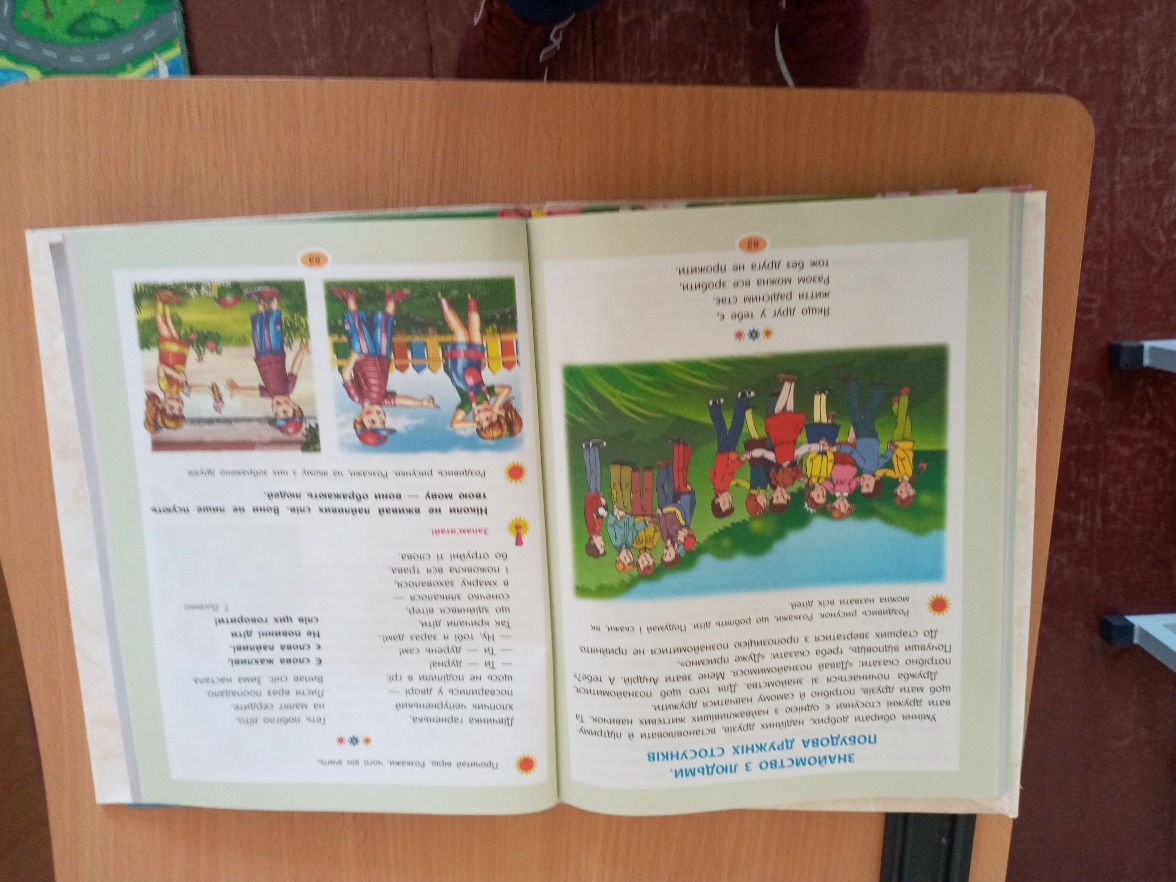 ЗНАЙОМСТВО З ЛЮДЬМИ.
ПОБУДОВА ДРУЖНІХ СТОСУНКІВ
Уміння обирати добрих, надійних друзів, встановлювати й підтриму-
вати дружні стосунки є однією з найважливіших життєвих навичок. Та
щоб мати друзів, потрібно й самому навчатися дружити.
Дружба починається зі знайомства. Для того щоб познайомитися,
потрібно сказати: «Давай познайомимося. Мене звати Андрій. А тебе?»
Почувши відповідь, треба сказати: «Дуже приємно».
До старших звертатися з пропозицією познайомитися не прийнято.
Роздивись рисунок. Розкажи, що роблять діти. Подумай і скажи, як
можна назвати всіх дітей.
Якщо друг у тебе є,
життя радісним стає.
Разом можна все зробити,
тож без друга не прожити.
Прочитай вірш. Розкажи, чого він вчить.
Дівчинка гарненька,
хлопчик чепурненький
посварились у дворі —
щось не поділили в грі:
— Ти — дурна!
— Ти — дурень сам!
— Ну, тобі я зараз дам!..
Так кричали діти,
що здійнявся вітер,
сонечко злякалося —
в хмарку заховалося,
і пожовкла вся трава,
бо отруйні ті слова.
Геть побігло літо,
на малят сердите.
Листя враз поопадало.
Випав сніг. Зима настала.
Є слова жахливі,
є слова лайливі.
Не повинні діти
слів цих говорити!
Т. Лисенко
Запам'ятай!
Ніколи не вживай лайливих слів. Вони не лише псують
твою мову — вони ображають людей.
Роздивись рисунки. Розкажи, на якому з них зображено друзів.